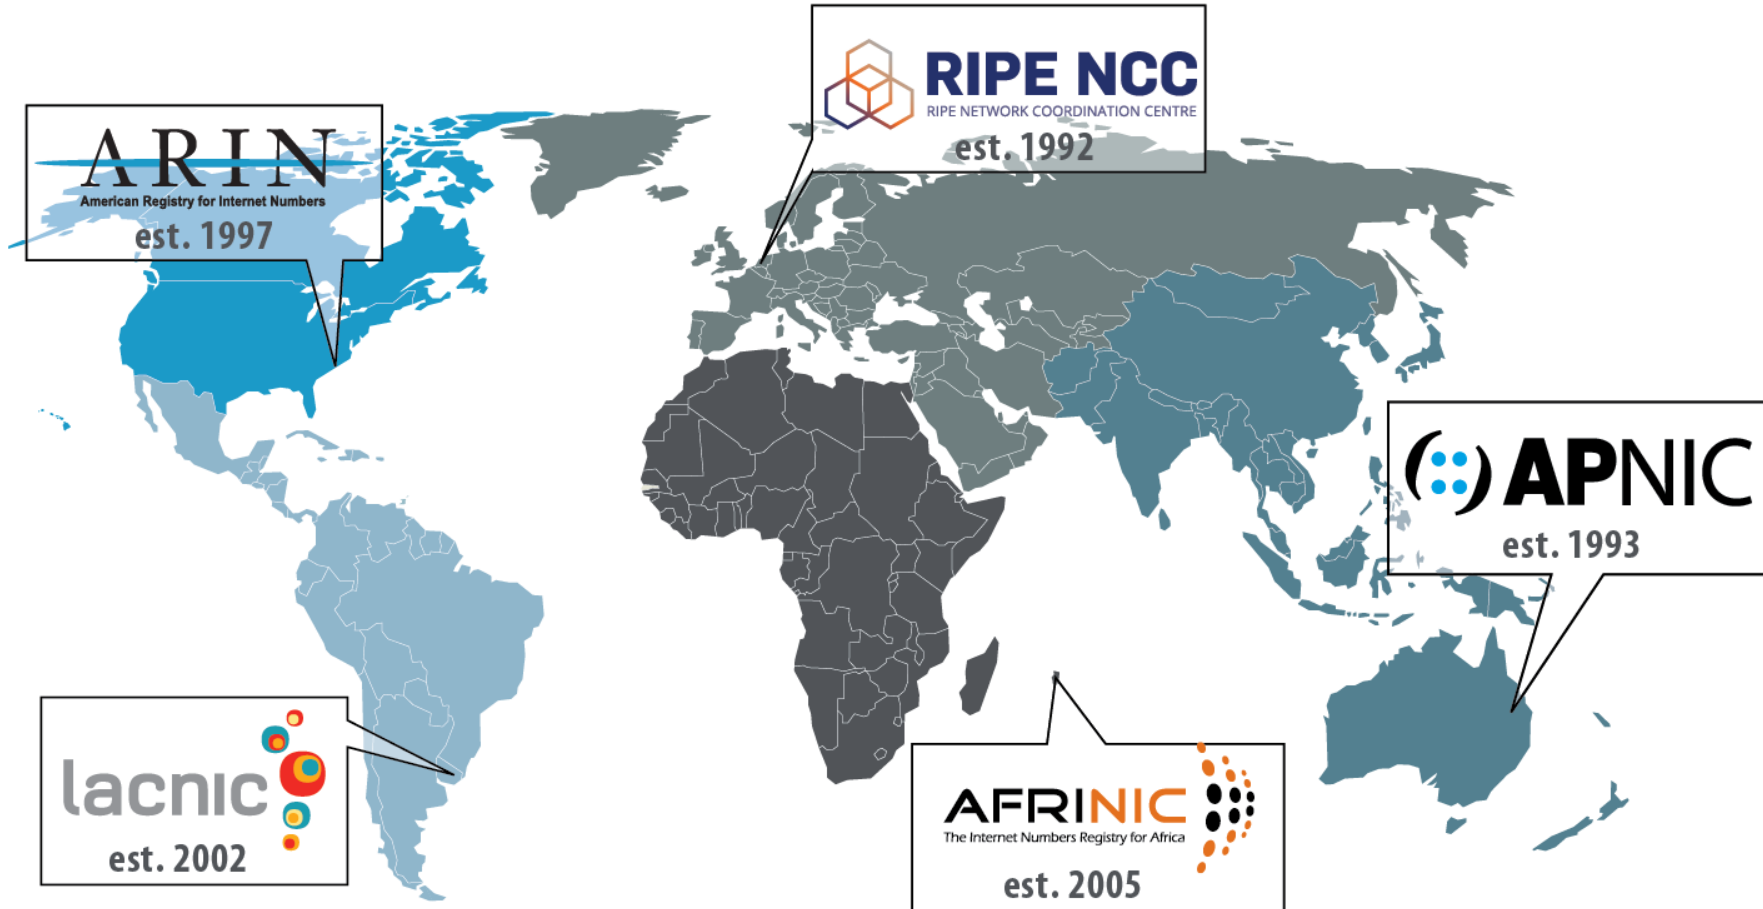 RIPE NCC
RIPE NETWORK COORDINATION CENTRE
est. 1992
ARIN
American Registry for Internet Numbers
est. 1997
APNIC
est. 1993
lacnic
est. 2002
AFRINIC
The Internet Numbers Registry for Africa
est. 2005